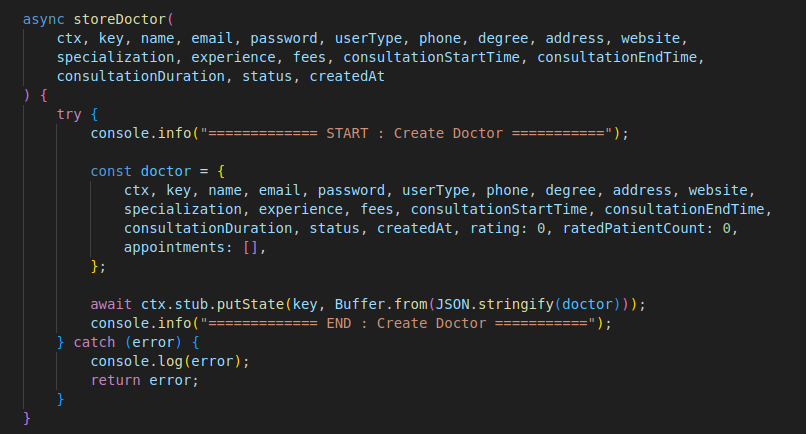 async storeDoctor(
    ctx, key, name, email, password, userType, phone, degree, address, website,
    specialization, experience, fees, consultationStartTime, consultationEndTime,
    consultationDuration, status, createdAt
) {
    try {
        console.info("============= START : Create Doctor ===========");

        const doctor = {
            ctx, key, name, email, password, userType, phone, degree, address, website,
            specialization, experience, fees, consultationStartTime, consultationEndTime,
            consultationDuration, status, createdAt, rating: 0, ratedPatientCount: 0,
            appointments: [],
        };

        await ctx.stub.putState(key, Buffer.from(JSON.stringify(doctor)));
        console.info("============= END : Create Doctor ===========");
    } catch (error) {
        console.log(error);
        return error;
    }
}